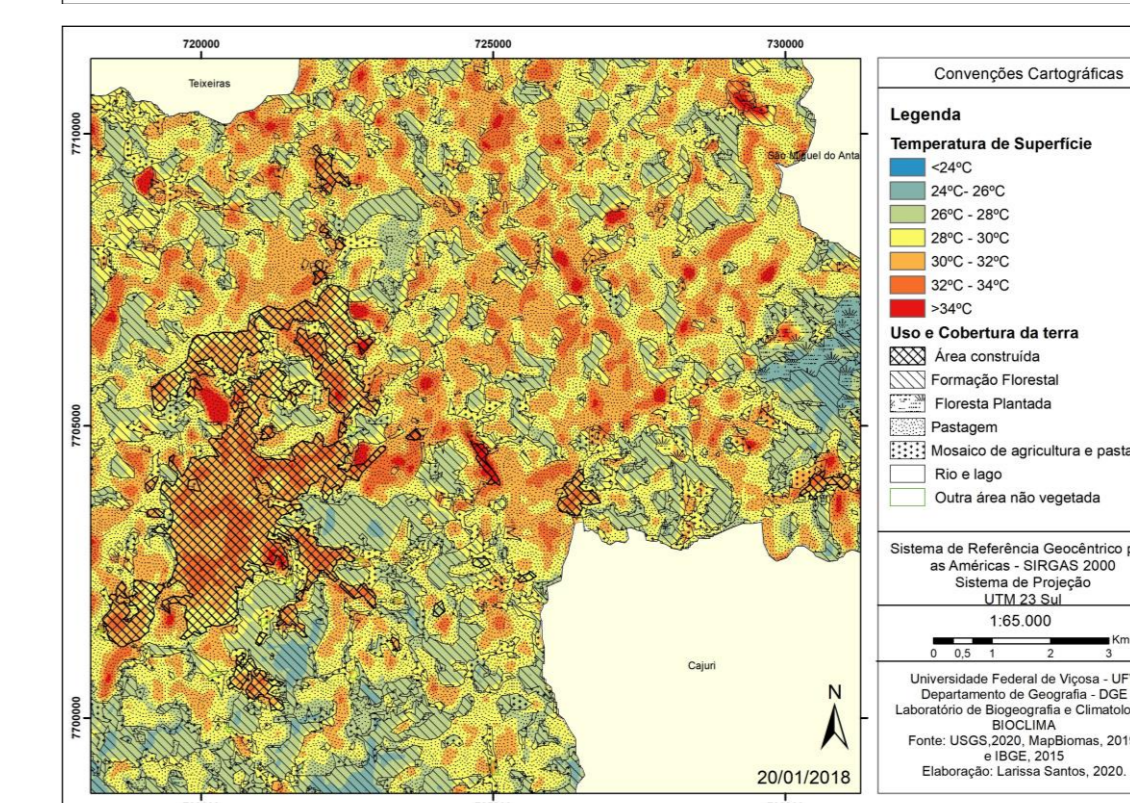 720000
725000
730000
Teixeiras
7710000
São Miguel do Anta
7705000
7700000
Cajuri
N
20/01/2018
Convenções Cartográficas
Legenda
Temperatura de Superfície
<24ºC
24ºC- 26ºC
26ºC - 28ºC
28ºC - 30ºC
30ºC - 32ºC
32ºC - 34ºC
>34ºC
Uso e Cobertura da terra
Área construída
Formação Florestal
Floresta Plantada
Pastagem
Mosaico de agricultura e pasta
Rio e lago
Outra área não vegetada
Sistema de Referência Geocêntrico p
as Américas - SIRGAS 2000
Sistema de Projeção
UTM 23 Sul
1:65.000
Km
0 0,5 1 2 3
Universidade Federal de Viçosa - UF
Departamento de Geografia - DGE
Laboratório de Biogeografia e Climatolo
BIOCLIMA
Fonte: USGS,2020, MapBiomas, 201
e IBGE, 2015
Elaboração: Larissa Santos, 2020.